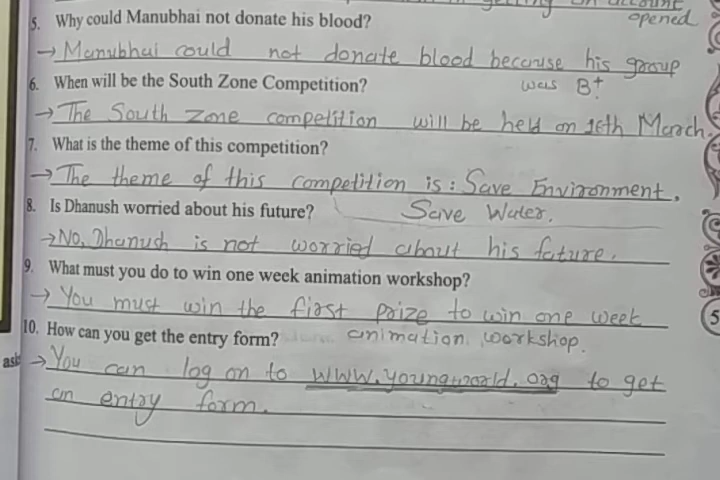 opened
5. Why could Manubhai not donate his blood?
→ Manubhai could not donate blood because his group
was B+.
6. When will be the South Zone Competition?
→ The South zone competition will be held on 16th March.
7. What is the theme of this competition?
→ The theme of this competition is : Save Environment,
Save Water.
8. Is Dhanush worried about his future?
→ No, Dhanush is not worried about his future.
9. What must you do to win one week animation workshop?
→ You must win the first prize to win one week
animation workshop.
10. How can you get the entry form?
ask → You can log on to www.youngworld.org to get
an entry form.
5